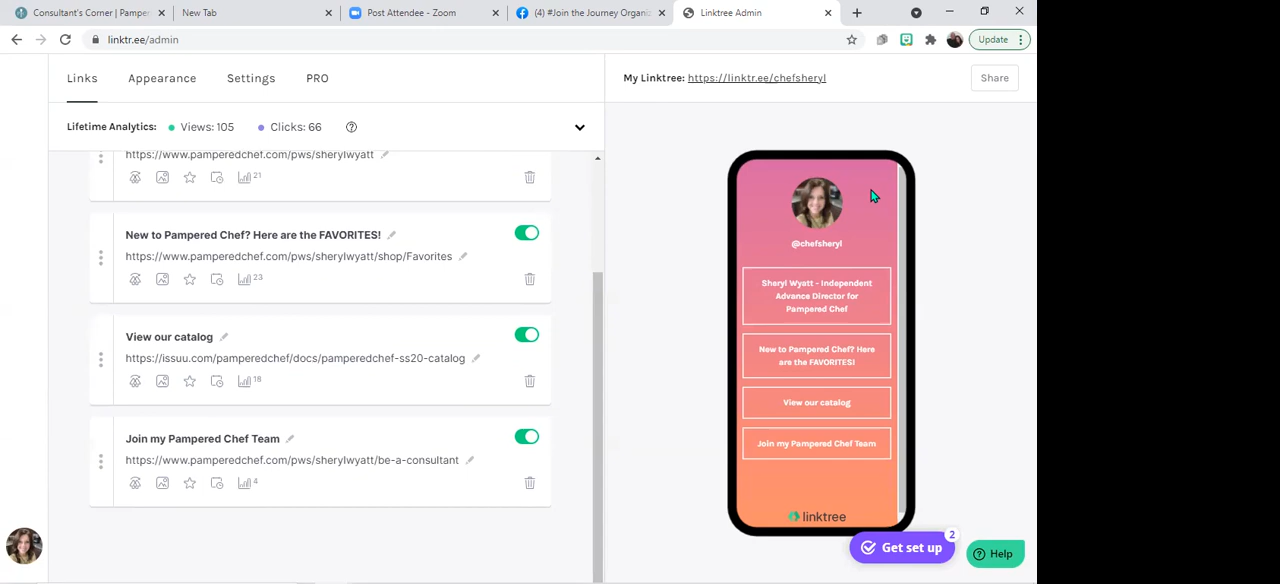 Consultant's Corner | Pamper
New Tab
Post Attendee - Zoom
(4) #Join the Journey Organiz
Linktree Admin
linktr.ee/admin
Update
Links
Appearance
Settings
PRO
My Linktree: https://linktr.ee/chefsheryl
Share
Lifetime Analytics:
Views: 105
Clicks: 66
https://www.pamperedchef.com/pws/sherylwyatt
21
New to Pampered Chef? Here are the FAVORITES!
https://www.pamperedchef.com/pws/sherylwyatt/shop/Favorites
23
View our catalog
https://issuu.com/pamperedchef/docs/pamperedchef-ss20-catalog
18
Join my Pampered Chef Team
https://www.pamperedchef.com/pws/sherylwyatt/be-a-consultant
4
@chefsheryl
Sheryl Wyatt - Independent
Advance Director for
Pampered Chef
New to Pampered Chef? Here
are the FAVORITES!
View our catalog
Join my Pampered Chef Team
linktree
Get set up
2
Help